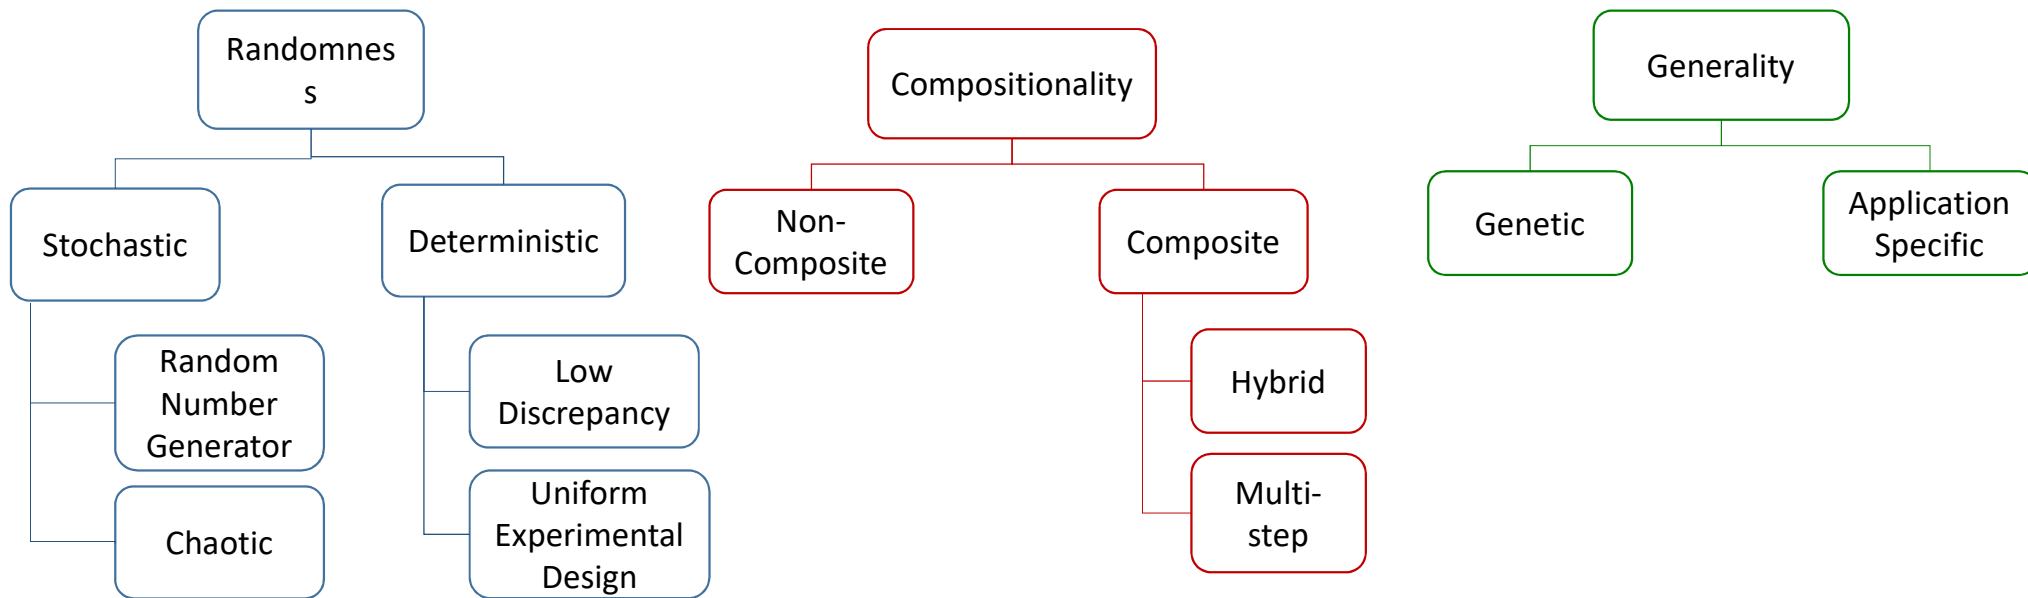 Randomnes
s
Stochastic
Deterministic
Random
Number
Generator
Chaotic
Low
Discrepancy
Uniform
Experimental
Design
Compositionality
Non-
Composite
Composite
Hybrid
Multi-
step
Generality
Genetic
Application
Specific